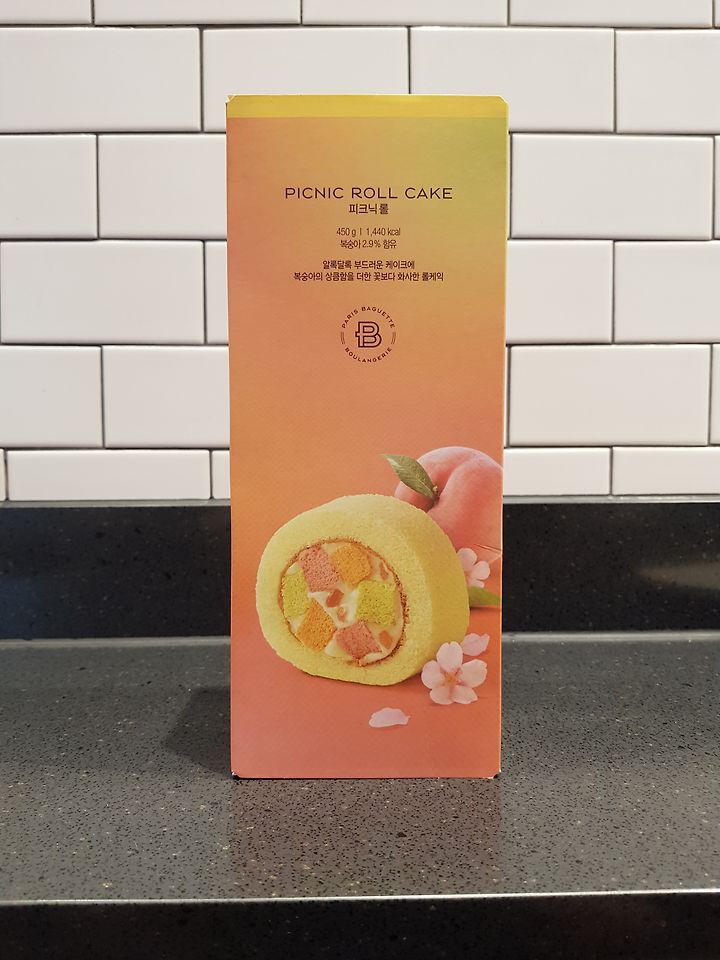 PICNIC ROLL CAKE
피크닉 롤
450 g | 1,440 kcal
복숭아 2.9% 함유
알록달록 부드러운 케이크에
복숭아의 상큼함을 더한 꽃보다 화사한 롤케익
PARIS BAGUETTE
B
BOULANGERIE